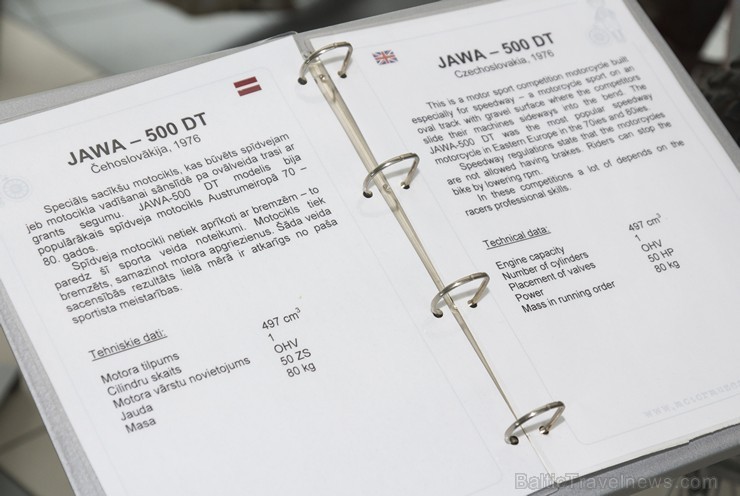 JAWA – 500 DT
Čehoslovākija, 1976
Speciāls sacīkšu motocikls, kas būvēts spīdvejam
jeb motocikla vadīšanai sānslīdē pa ovālveida trasi ar
grants segumu. JAWA-500 DT modelis bija
populārākais spīdveja motocikls Austrumeiropā 70 –
80. gados.
Spīdveja motocikli netiek aprīkoti ar bremzēm – to
paredz šī sporta veida noteikumi. Motocikls tiek
bremzēts, samazinot motora apgriezienus. Šāda veida
sacensībās rezultāts lielā mērā ir atkarīgs no paša
sportista meistarības.
Tehniskie dati:
Motora tilpums 497 cm³
Cilindru skaits 1
Motora vārstu novietojums OHV
Jauda 50 ZS
Masa 80 kg
JAWA – 500 DT
Czechoslovakia, 1976
This is a motor sport competition motorcycle built
especially for speedway – a motorcycle sport on an
oval track with gravel surface where the competitors
slide their machines sideways into the bend. The
JAWA-500 DT was the most popular speedway
motorcycle in Eastern Europe in the 70ies and 80ies.
Speedway regulations state that the motorcycles
are not allowed having brakes. Riders can stop the
bike by lowering rpm.
In these competitions a lot of depends on the
racers professional skills.
Technical data:
Engine capacity 497 cm³
Number of cylinders 1
Placement of valves OHV
Power 50 HP
Mass in running order 80 kg
BalticTravelnews.com